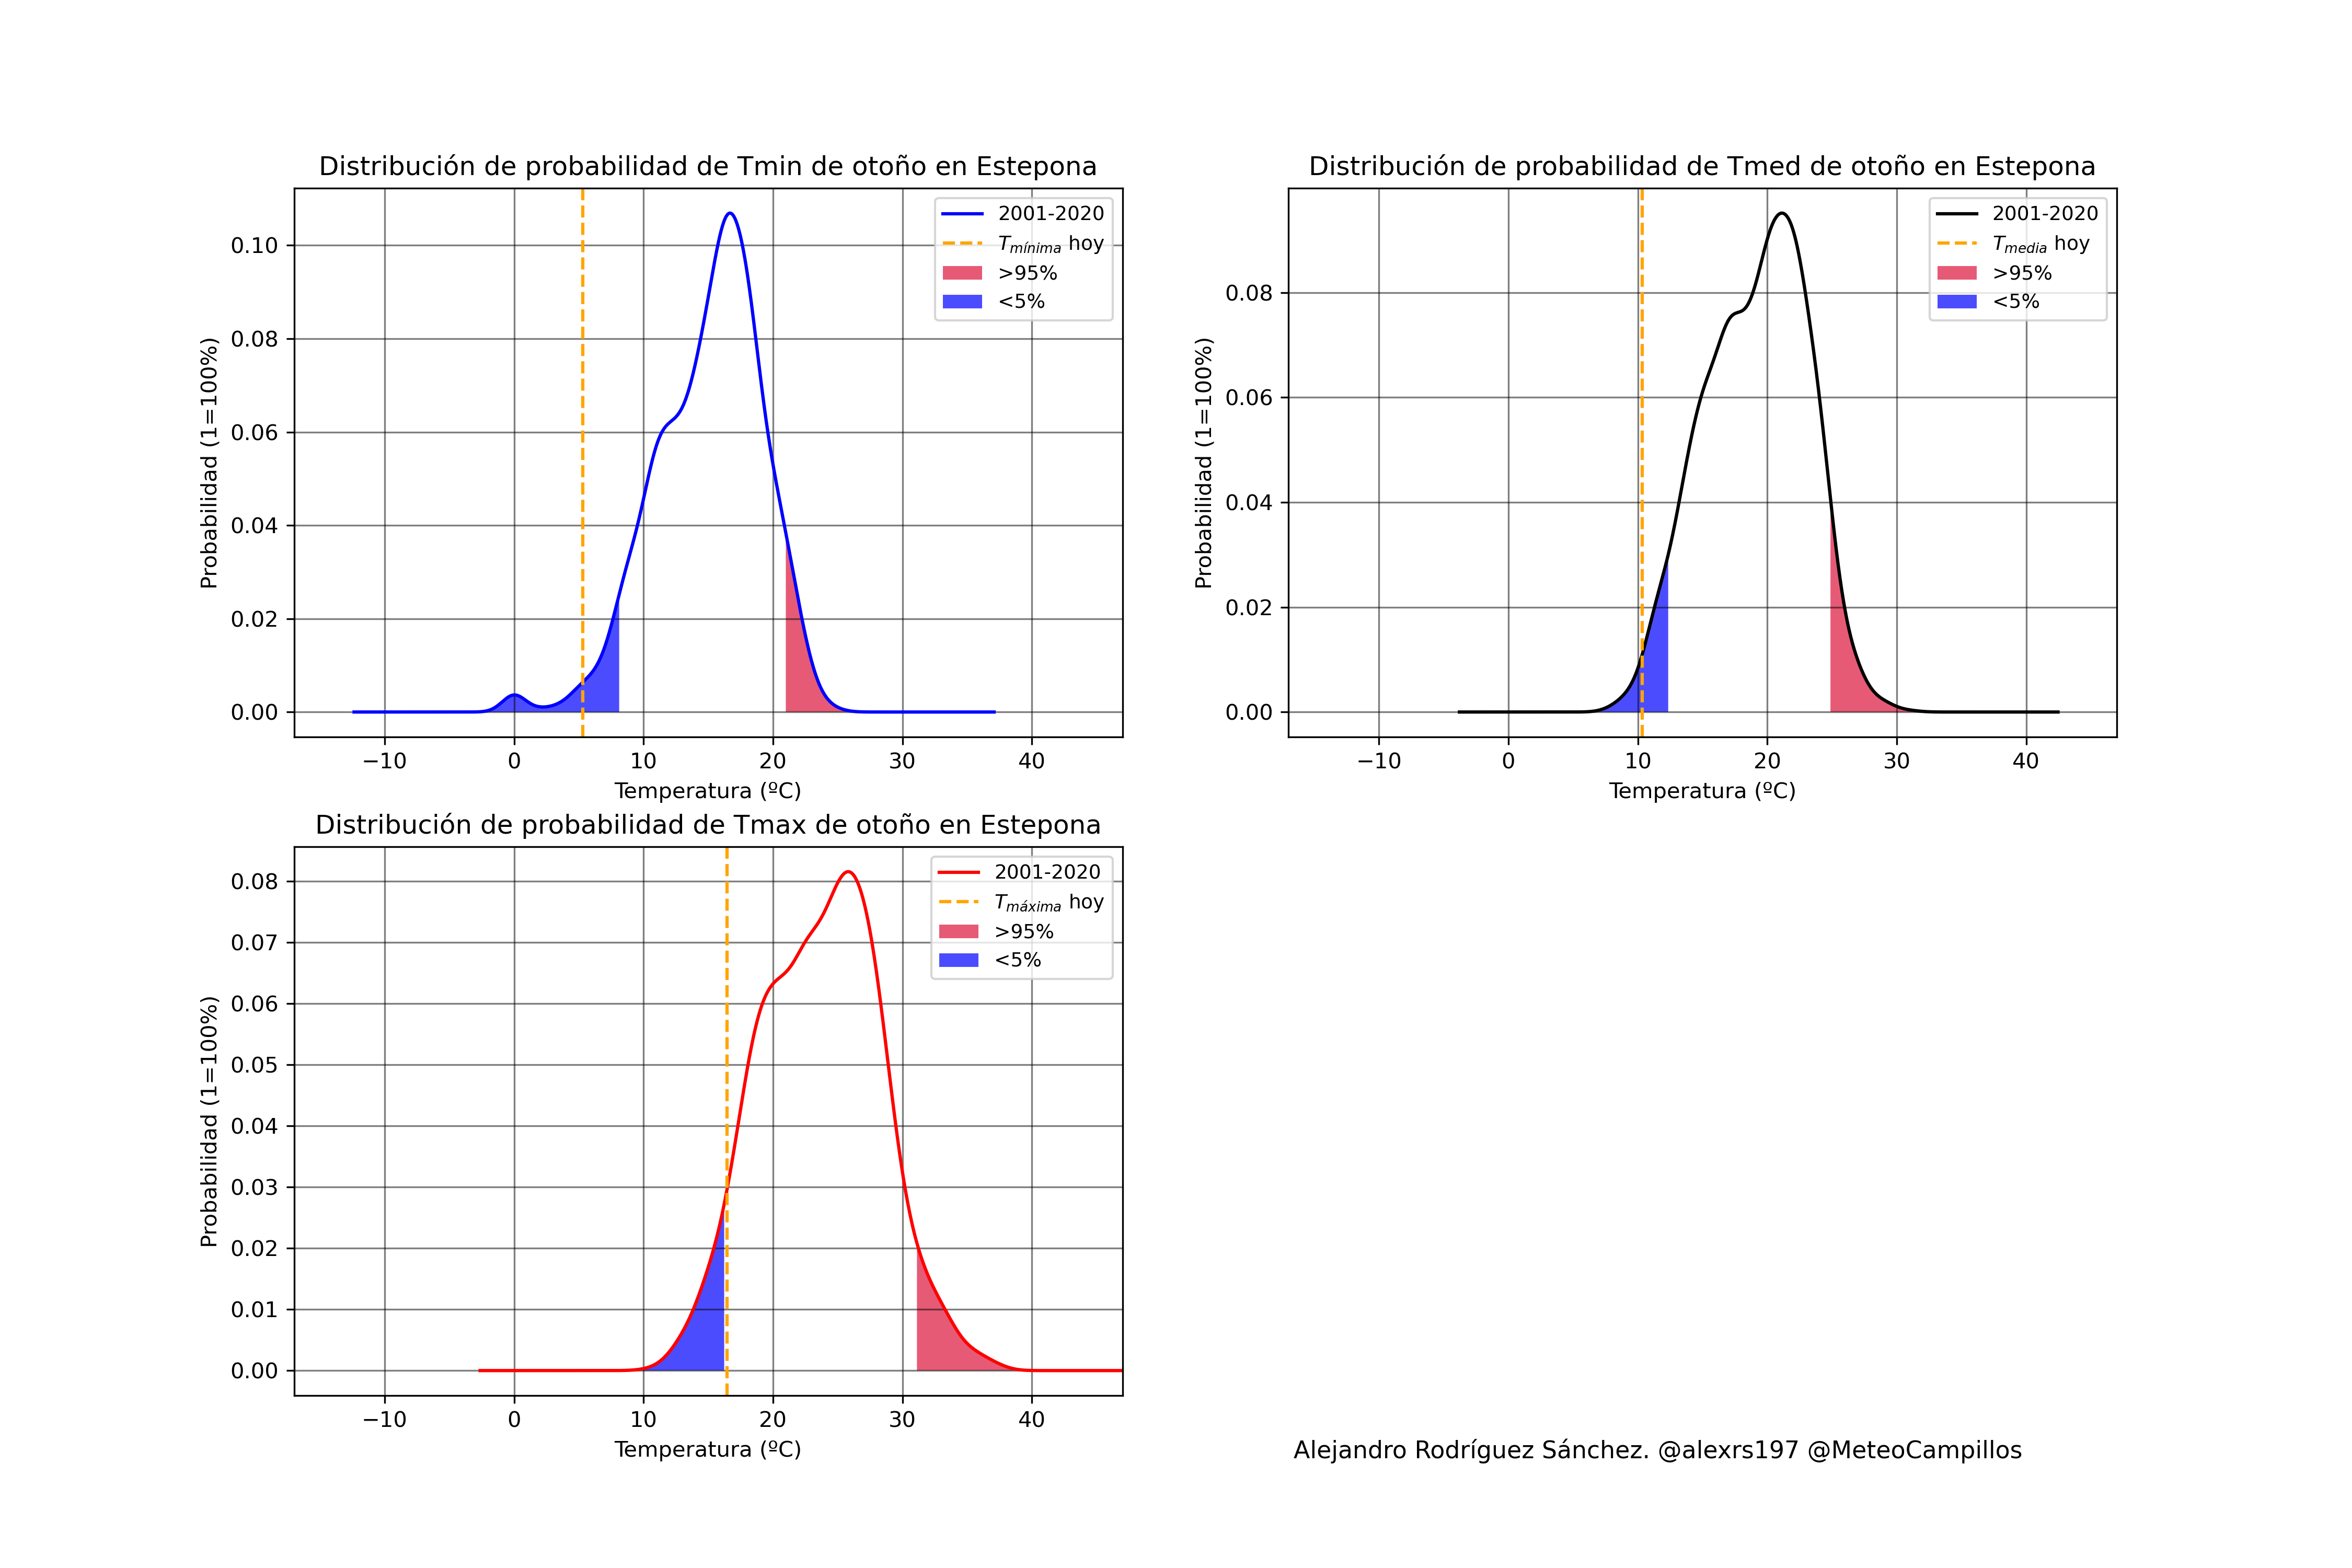 Distribución de probabilidad de Tmin de otoño en Estepona
Probabilidad (1=100%)
0.10
0.08
0.06
0.04
0.02
0.00
2001-2020
Tmínima hoy
>95%
<5%
−10 0 10 20 30 40
Temperatura (ºC)
Distribución de probabilidad de Tmed de otoño en Estepona
Probabilidad (1=100%)
0.08
0.06
0.04
0.02
0.00
2001-2020
Tmedia hoy
>95%
<5%
−10 0 10 20 30 40
Temperatura (ºC)
Distribución de probabilidad de Tmax de otoño en Estepona
Probabilidad (1=100%)
0.08
0.07
0.06
0.05
0.04
0.03
0.02
0.01
0.00
2001-2020
Tmáxima hoy
>95%
<5%
−10 0 10 20 30 40
Temperatura (ºC)
Alejandro Rodríguez Sánchez. @alexrs197 @MeteoCampillos